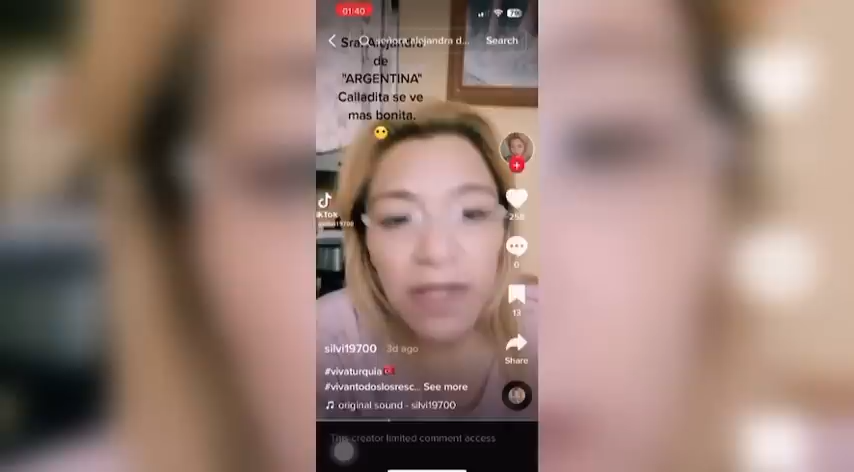 01:40
Search
de
"ARGENTINA"
Calladita se ve
mas bonita.
258
0
13
Share
silvi19700 3d ago
#vivaturquia
#vivantodoslosresc... See more
original sound - silvi19700
This creator limited comment access